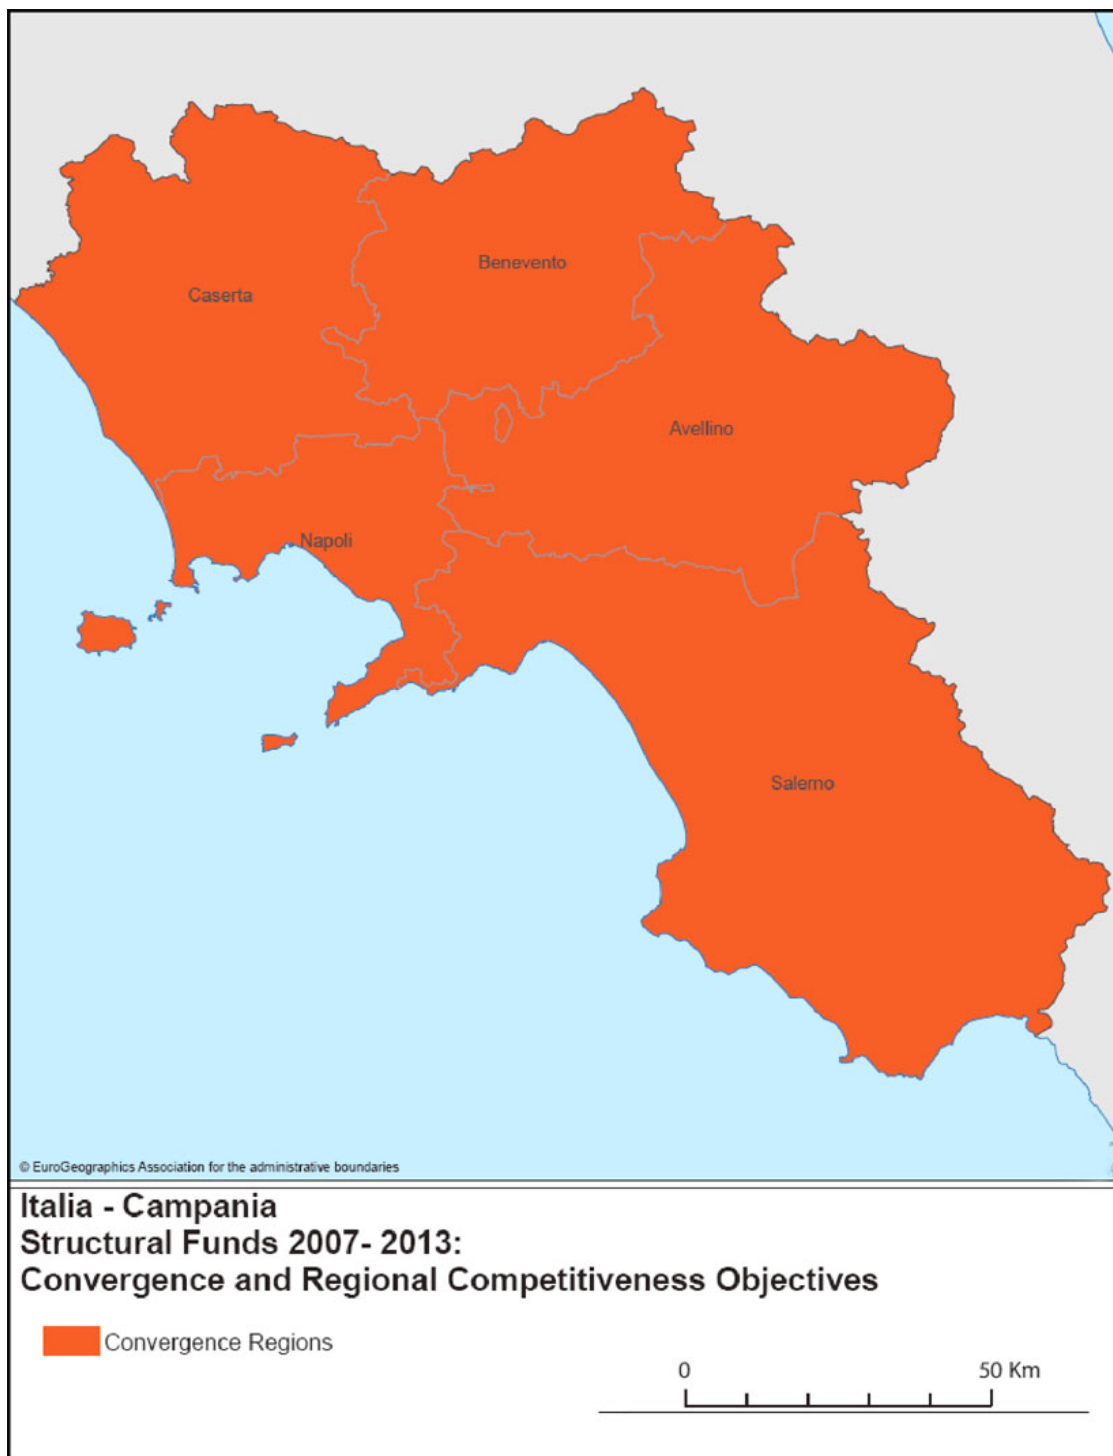 Benevento
Caserta
Avellino
Napoli
Salerno
© EuroGeographics Association for the administrative boundaries
Italia - Campania
Structural Funds 2007- 2013:
Convergence and Regional Competitiveness Objectives
Convergence Regions
0 50 Km